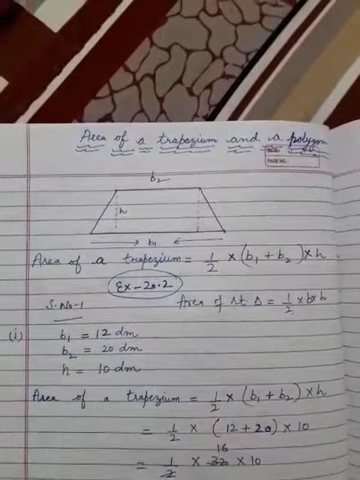 Area of a trapezium and a polygon
PAGE NO.
b₂
h
b₁
Area of a trapezium = 1/2 × (b₁ + b₂) × h
Ex - 20.2
S.No-1 Area of rt Δ = 1/2 × b × h
(i) b₁ = 12 dm
b₂ = 20 dm
h = 10 dm
Area of a trapezium = 1/2 × (b₁ + b₂) × h
= 1/2 × (12 + 20) × 10
16
= 1/2 × 32 × 10